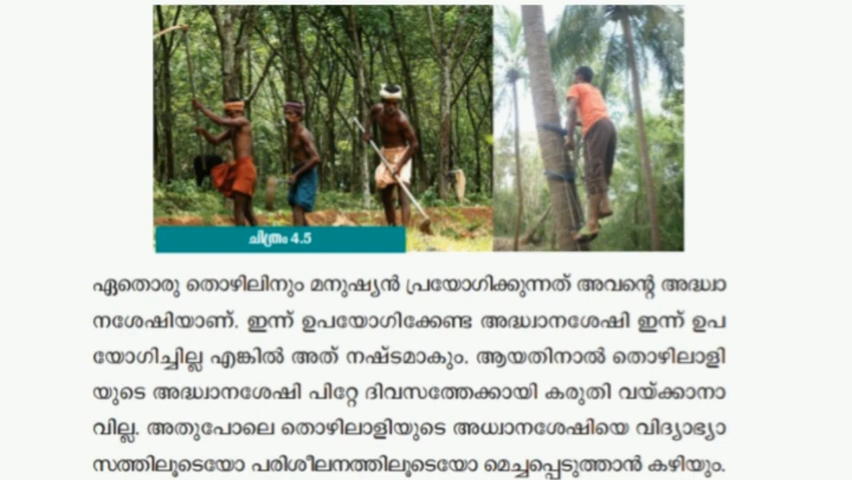 ചിത്രം 4.5
ഏതൊരു തൊഴിലിനും മനുഷ്യൻ പ്രയോഗിക്കുന്നത് അവന്റെ അദ്ധ്വാ
നശേഷിയാണ്. ഇന്ന് ഉപയോഗിക്കേണ്ട അദ്ധ്വാനശേഷി ഇന്ന് ഉപ
യോഗിച്ചില്ല എങ്കിൽ അത് നഷ്ടമാകും. ആയതിനാൽ തൊഴിലാളി
യുടെ അദ്ധ്വാനശേഷി പിറ്റേ ദിവസത്തേക്കായി കരുതി വയ്ക്കാനാ
വില്ല. അതുപോലെ തൊഴിലാളിയുടെ അധ്വാനശേഷിയെ വിദ്യാഭ്യാ
സത്തിലൂടെയോ പരിശീലനത്തിലൂടെയോ മെച്ചപ്പെടുത്താൻ കഴിയും.